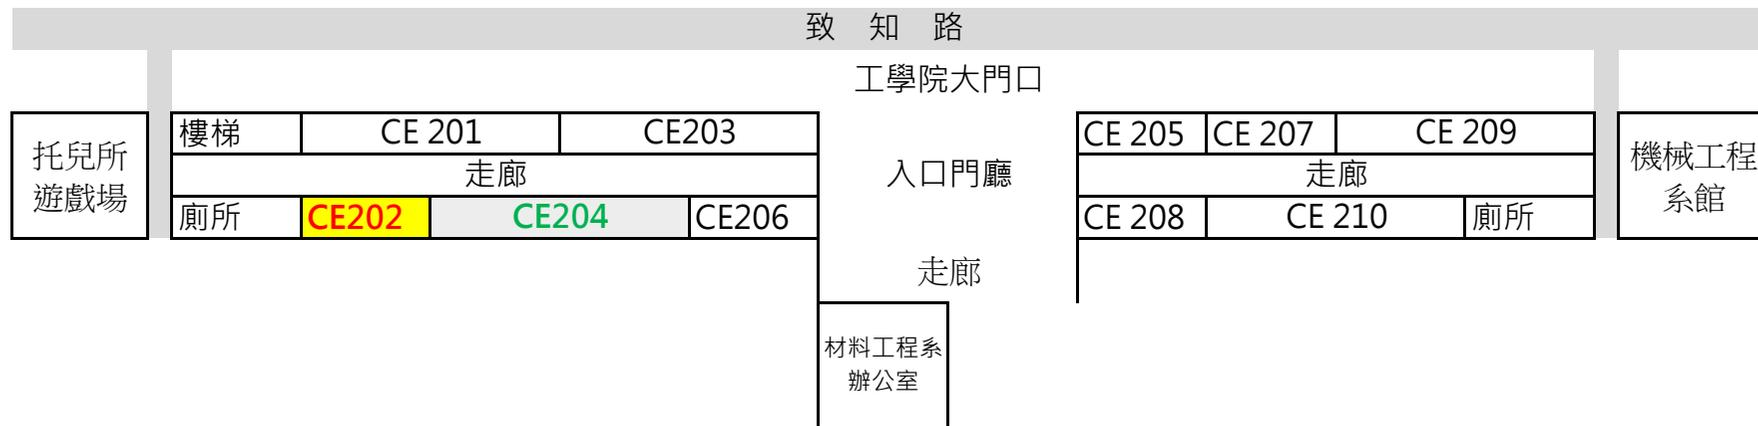 致 知 路
工學院大門口
托兒所
遊戲場
樓梯
CE 201
CE203
走廊
廁所
CE202
CE204
CE206
入口門廳
走廊
CE 205
CE 207
CE 209
走廊
CE 208
CE 210
廁所
機械工程
系館
材料工程系
辦公室